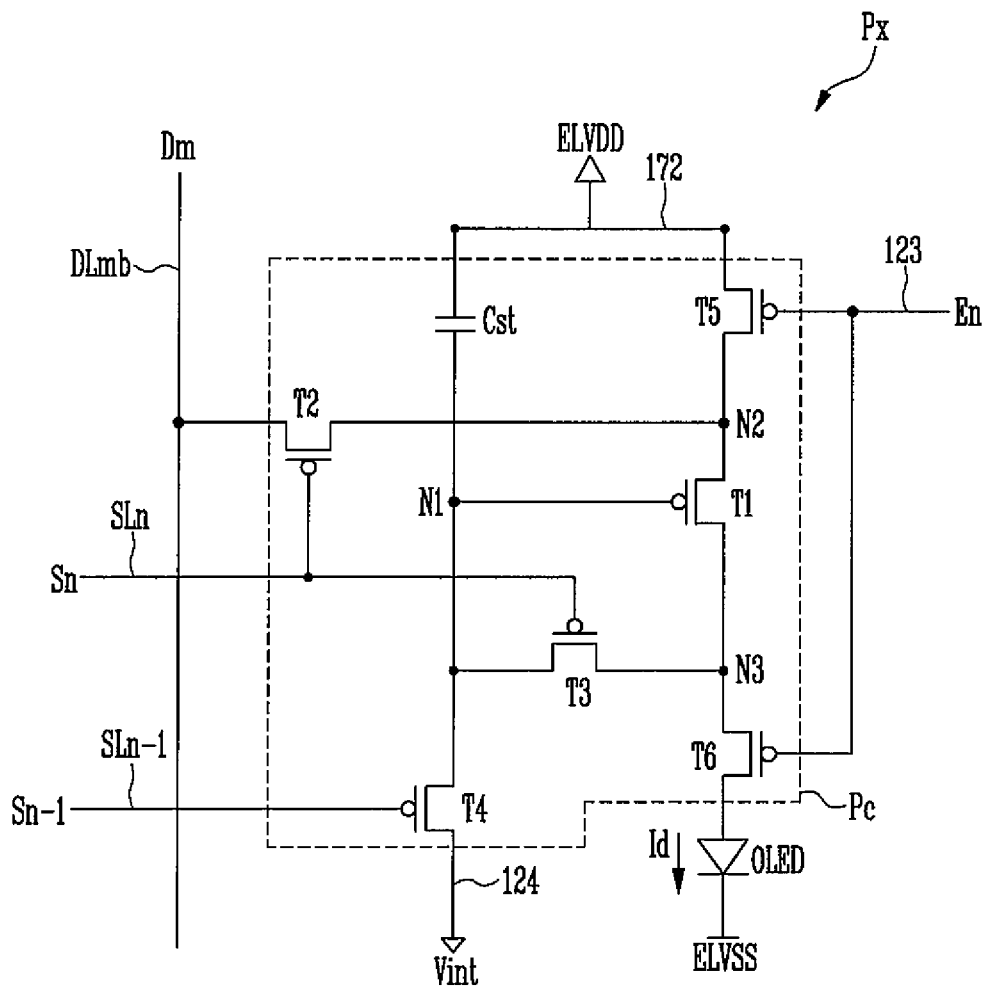 Px
Dm
ELVDD
172
DLmb
123
T5
Cst
En
T2
N2
N1
T1
SLn
Sn
N3
T3
SLn-1
T6
Sn-1
T4
Pc
Id
OLED
124
ELVSS
Vint